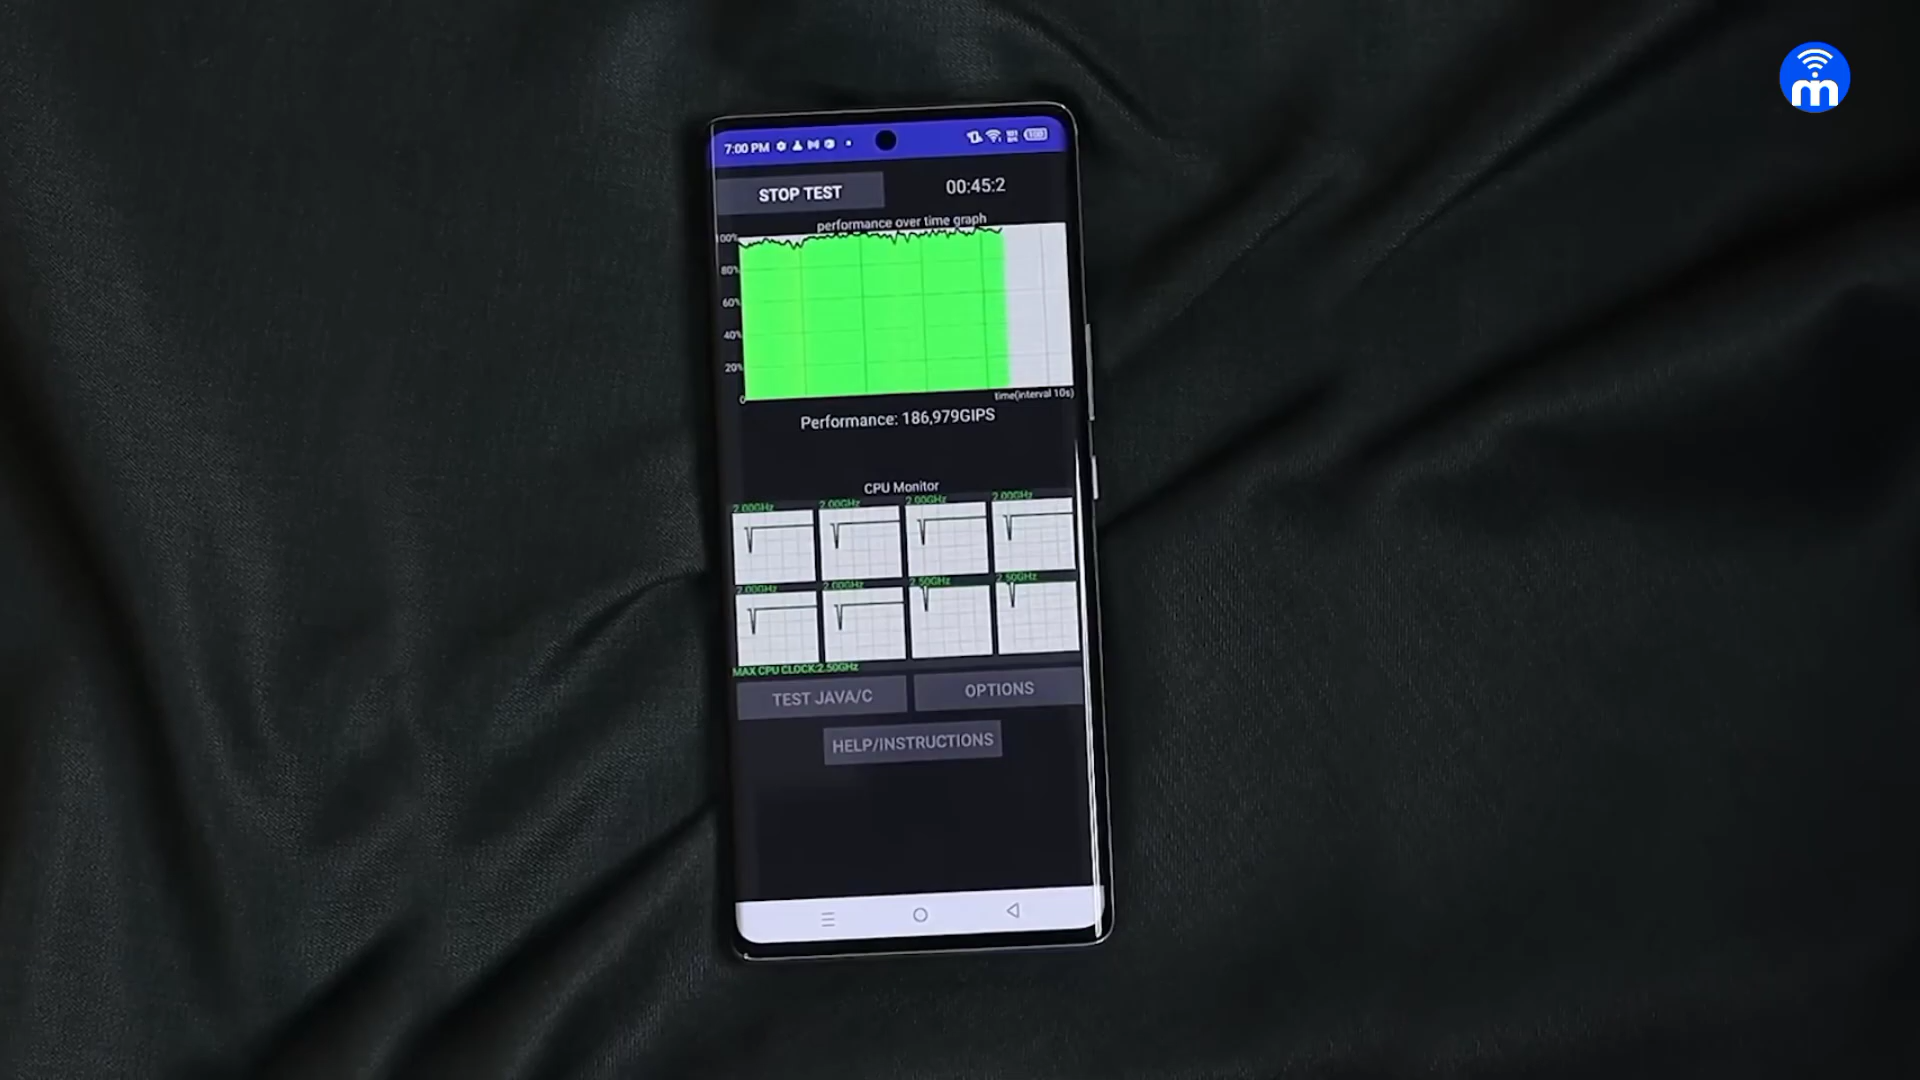 7:00 PM
STOP TEST
00:45:2
performance over time graph
100%
80%
60%
40%
20%
0
time(interval 10s)
Performance: 186,979GIPS
CPU Monitor
2.00GHz 2.00GHz 2.00GHz 2.00GHz
2.00GHz 2.00GHz 2.50GHz 2.50GHz
MAX CPU CLOCK:2.50GHz
TEST JAVA/C
OPTIONS
HELP/INSTRUCTIONS